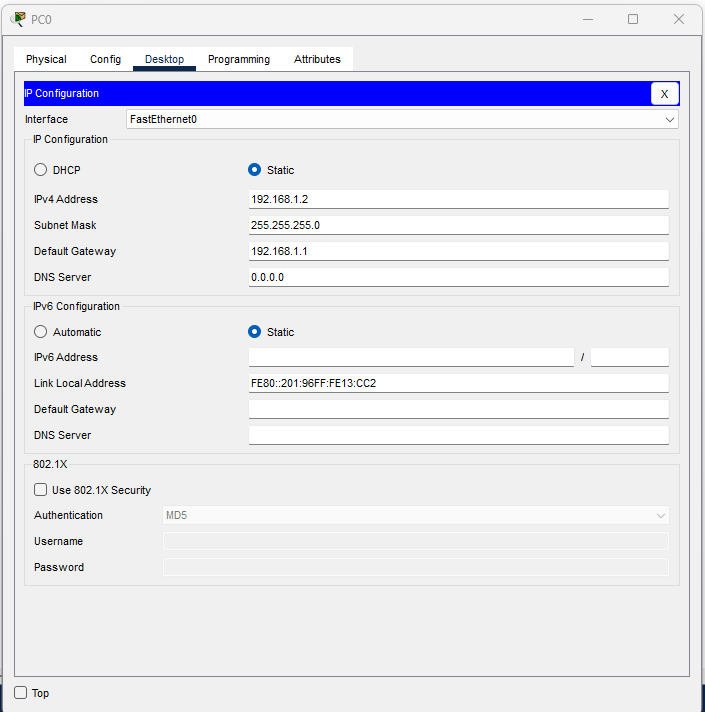 PC0
Physical Config Desktop Programming Attributes
IP Configuration X
Interface FastEthernet0
IP Configuration
DHCP Static
IPv4 Address 192.168.1.2
Subnet Mask 255.255.255.0
Default Gateway 192.168.1.1
DNS Server 0.0.0.0
IPv6 Configuration
Automatic Static
IPv6 Address /
Link Local Address FE80::201:96FF:FE13:CC2
Default Gateway
DNS Server
802.1X
Use 802.1X Security
Authentication MD5
Username
Password
Top